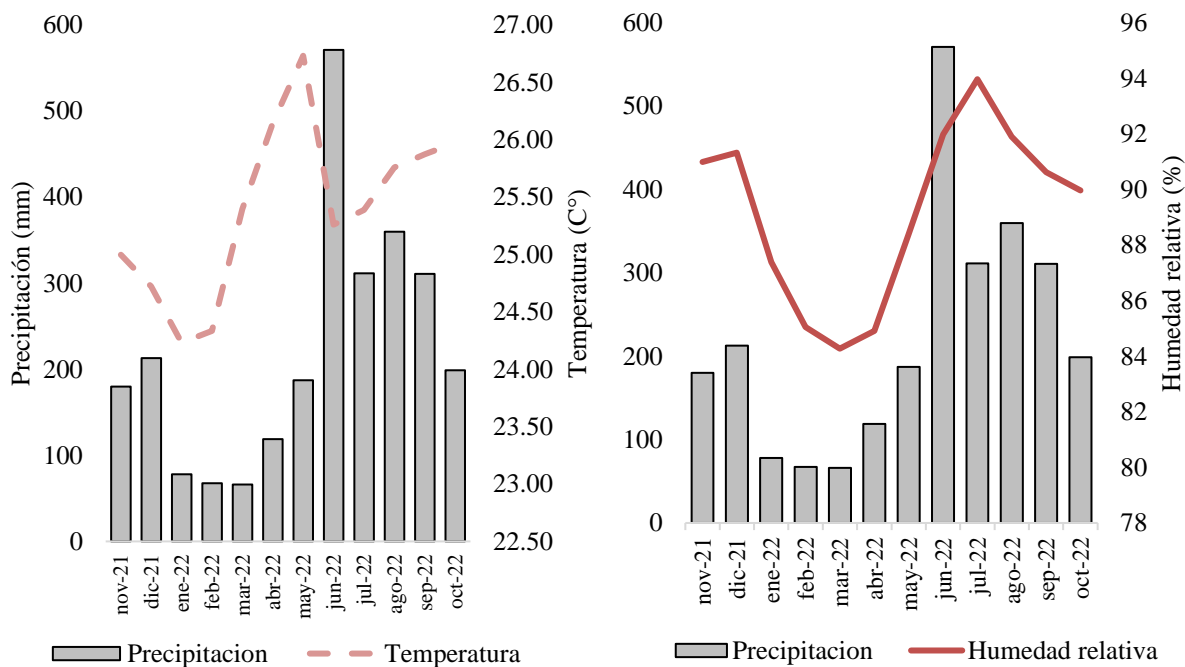 Precipitación (mm)
600
500
400
300
200
100
0
27.00
26.50
26.00
25.50
25.00
24.50
24.00
23.50
23.00
22.50
Temperatura (C°)
nov-21
dic-21
ene-22
feb-22
mar-22
abr-22
may-22
jun-22
jul-22
ago-22
sep-22
oct-22
Precipitacion
Temperatura
600
500
400
300
200
100
0
96
94
92
90
88
86
84
82
80
78
Humedad relativa (%)
nov-21
dic-21
ene-22
feb-22
mar-22
abr-22
may-22
jun-22
jul-22
ago-22
sep-22
oct-22
Precipitacion
Humedad relativa